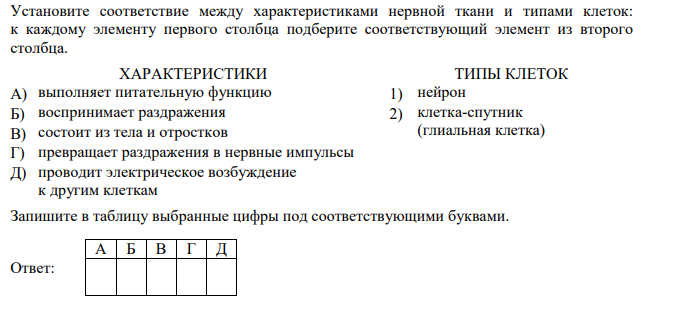 Установите соответствие между характеристиками нервной ткани и типами клеток:
к каждому элементу первого столбца подберите соответствующий элемент из второго
столбца.
ХАРАКТЕРИСТИКИ
А) выполняет питательную функцию
Б) воспринимает раздражения
В) состоит из тела и отростков
Г) превращает раздражения в нервные импульсы
Д) проводит электрическое возбуждение
к другим клеткам
ТИПЫ КЛЕТОК
1) нейрон
2) клетка-спутник
(глиальная клетка)
Запишите в таблицу выбранные цифры под соответствующими буквами.
А Б В Г Д
Ответ: